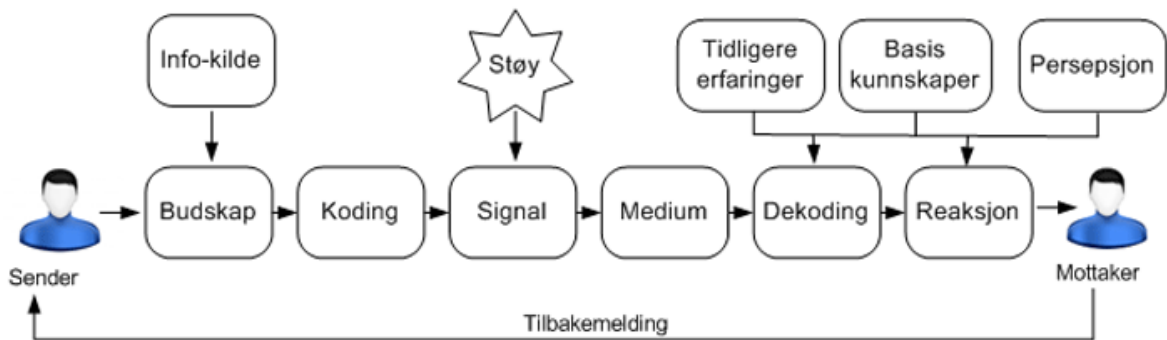 Info-kilde
Støy
Tidligere
erfaringer
Basis
kunnskaper
Persepsjon
Budskap
Koding
Signal
Medium
Dekoding
Reaksjon
Sender
Mottaker
Tilbakemelding